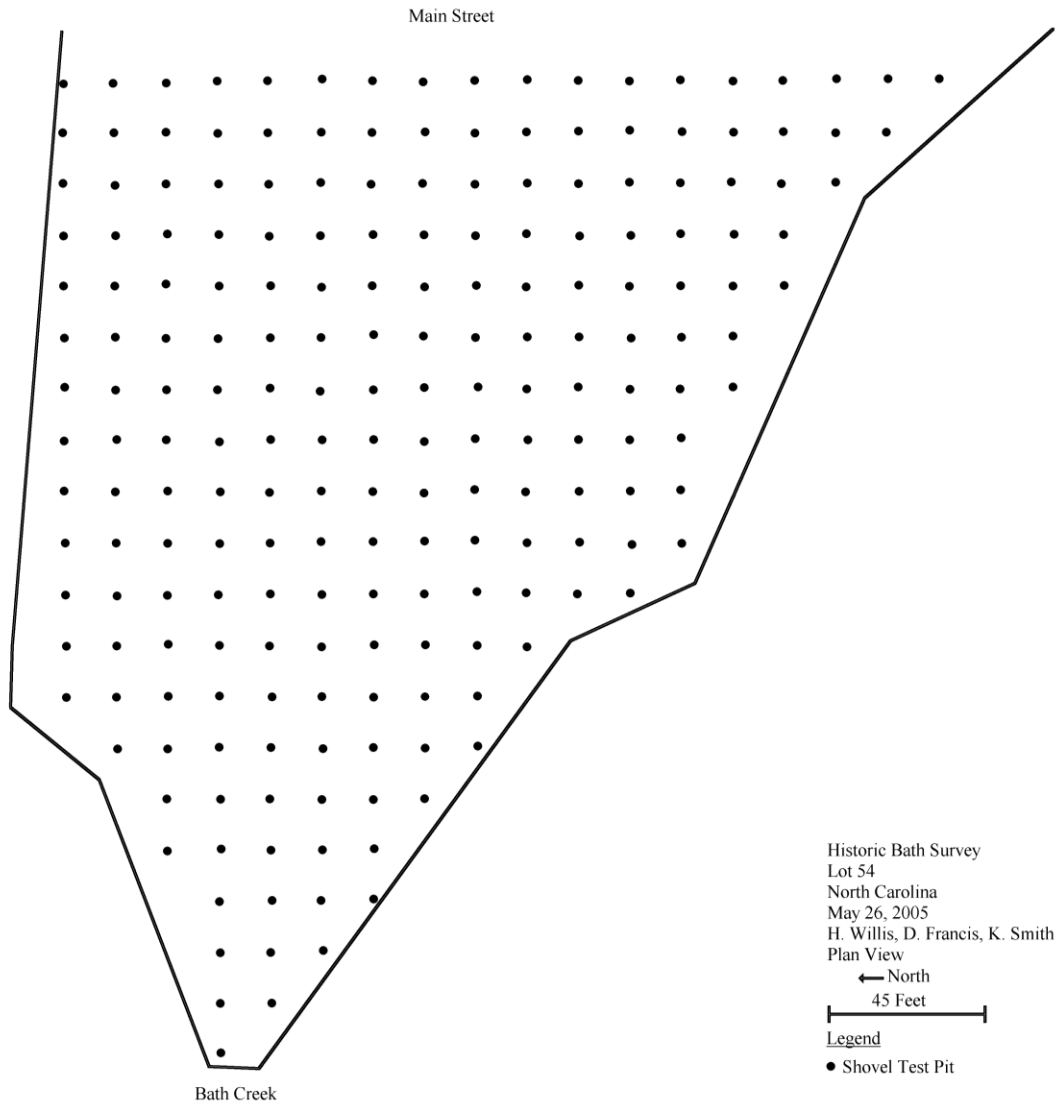 Main Street
Historic Bath Survey
Lot 54
North Carolina
May 26, 2005
H. Willis, D. Francis, K. Smith
Plan View
North
45 Feet
Legend
Shovel Test Pit
Bath Creek